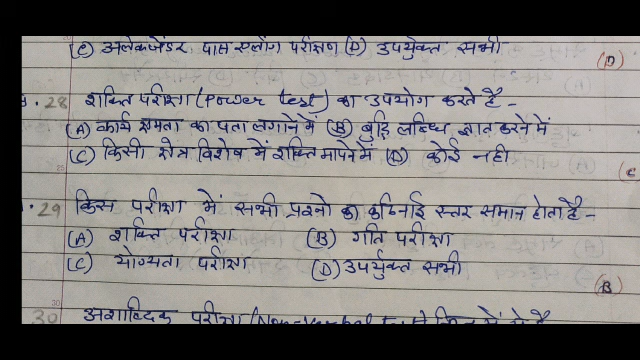 (C) अलेक्जेंडर पास एलोंग परीक्षण (D) उपर्युक्त सभी
(D)
28 शक्ति परीक्षा (Power test) का उपयोग करते है -
(A) कार्य क्षमता का पता लगाने में (B) बुद्धि लब्धि ज्ञात करने में
(C) किसी क्षेत्र विशेष में शक्ति मापने में (D) कोई नही
(C
29 किस परीक्षा में सभी प्रश्नो का कठिनाई स्तर समान होता है -
(A) शक्ति परीक्षा (B) गति परीक्षा
(C) योग्यता परीक्षा (D) उपर्युक्त सभी
(B)
30 अशाब्दिक परीक्षा